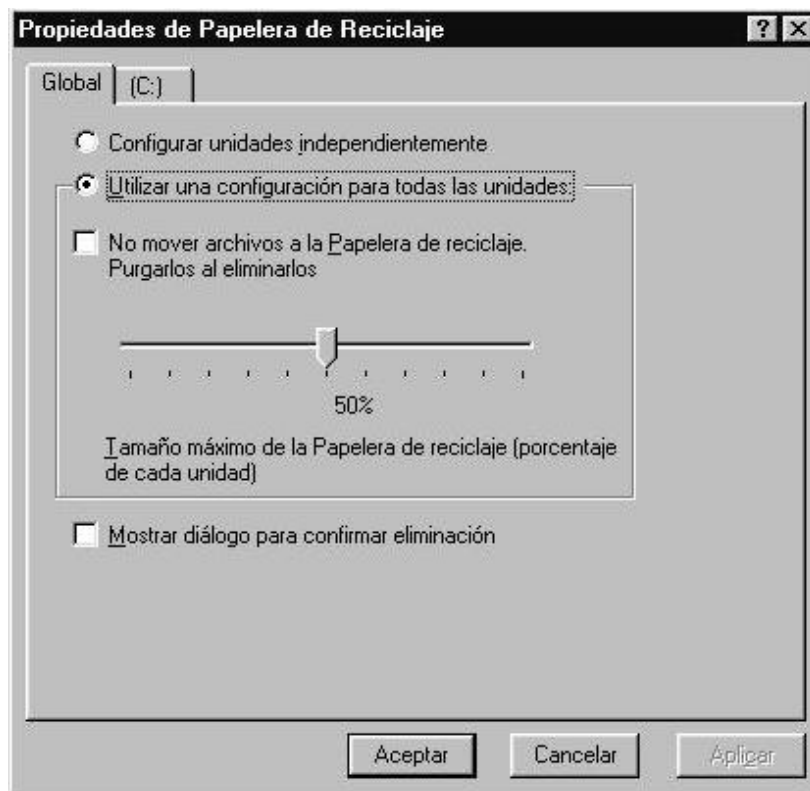 Propiedades de Papelera de Reciclaje
Global
(C:)
Configurar unidades independientemente
Utilizar una configuración para todas las unidades:
No mover archivos a la Papelera de reciclaje.
Purgarlos al eliminarlos
50%
Tamaño máximo de la Papelera de reciclaje (porcentaje
de cada unidad)
Mostrar diálogo para confirmar eliminación
Aceptar
Cancelar
Aplicar